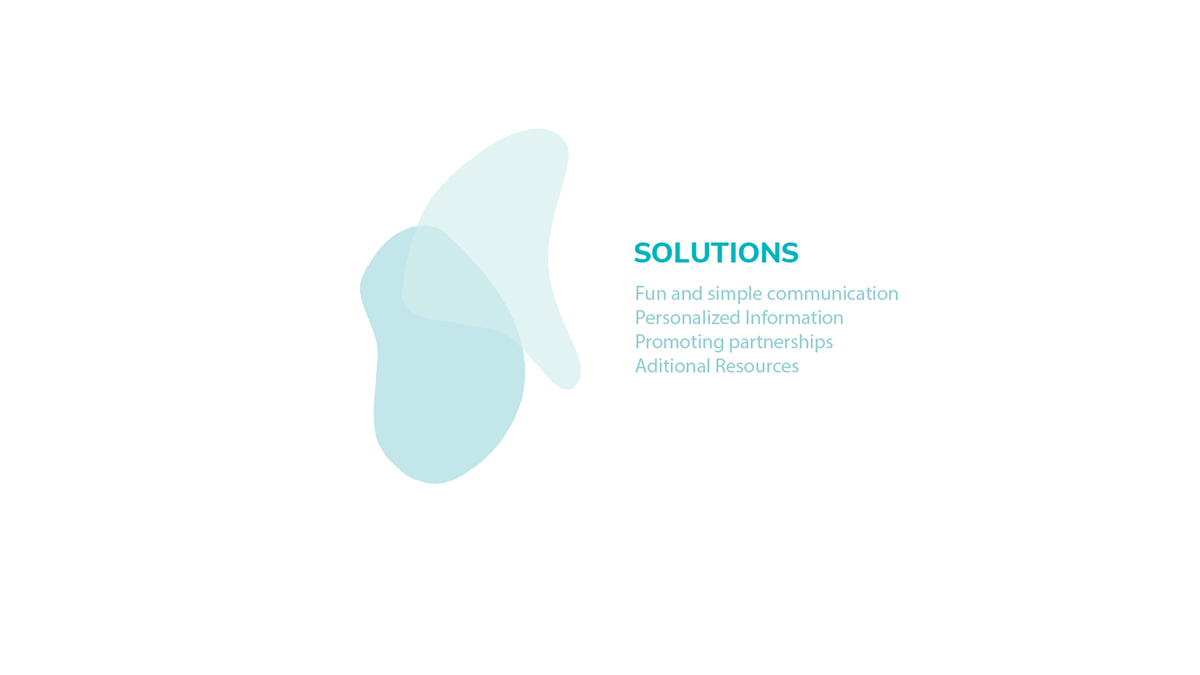 SOLUTIONS
Fun and simple communication
Personalized Information
Promoting partnerships
Aditional Resources